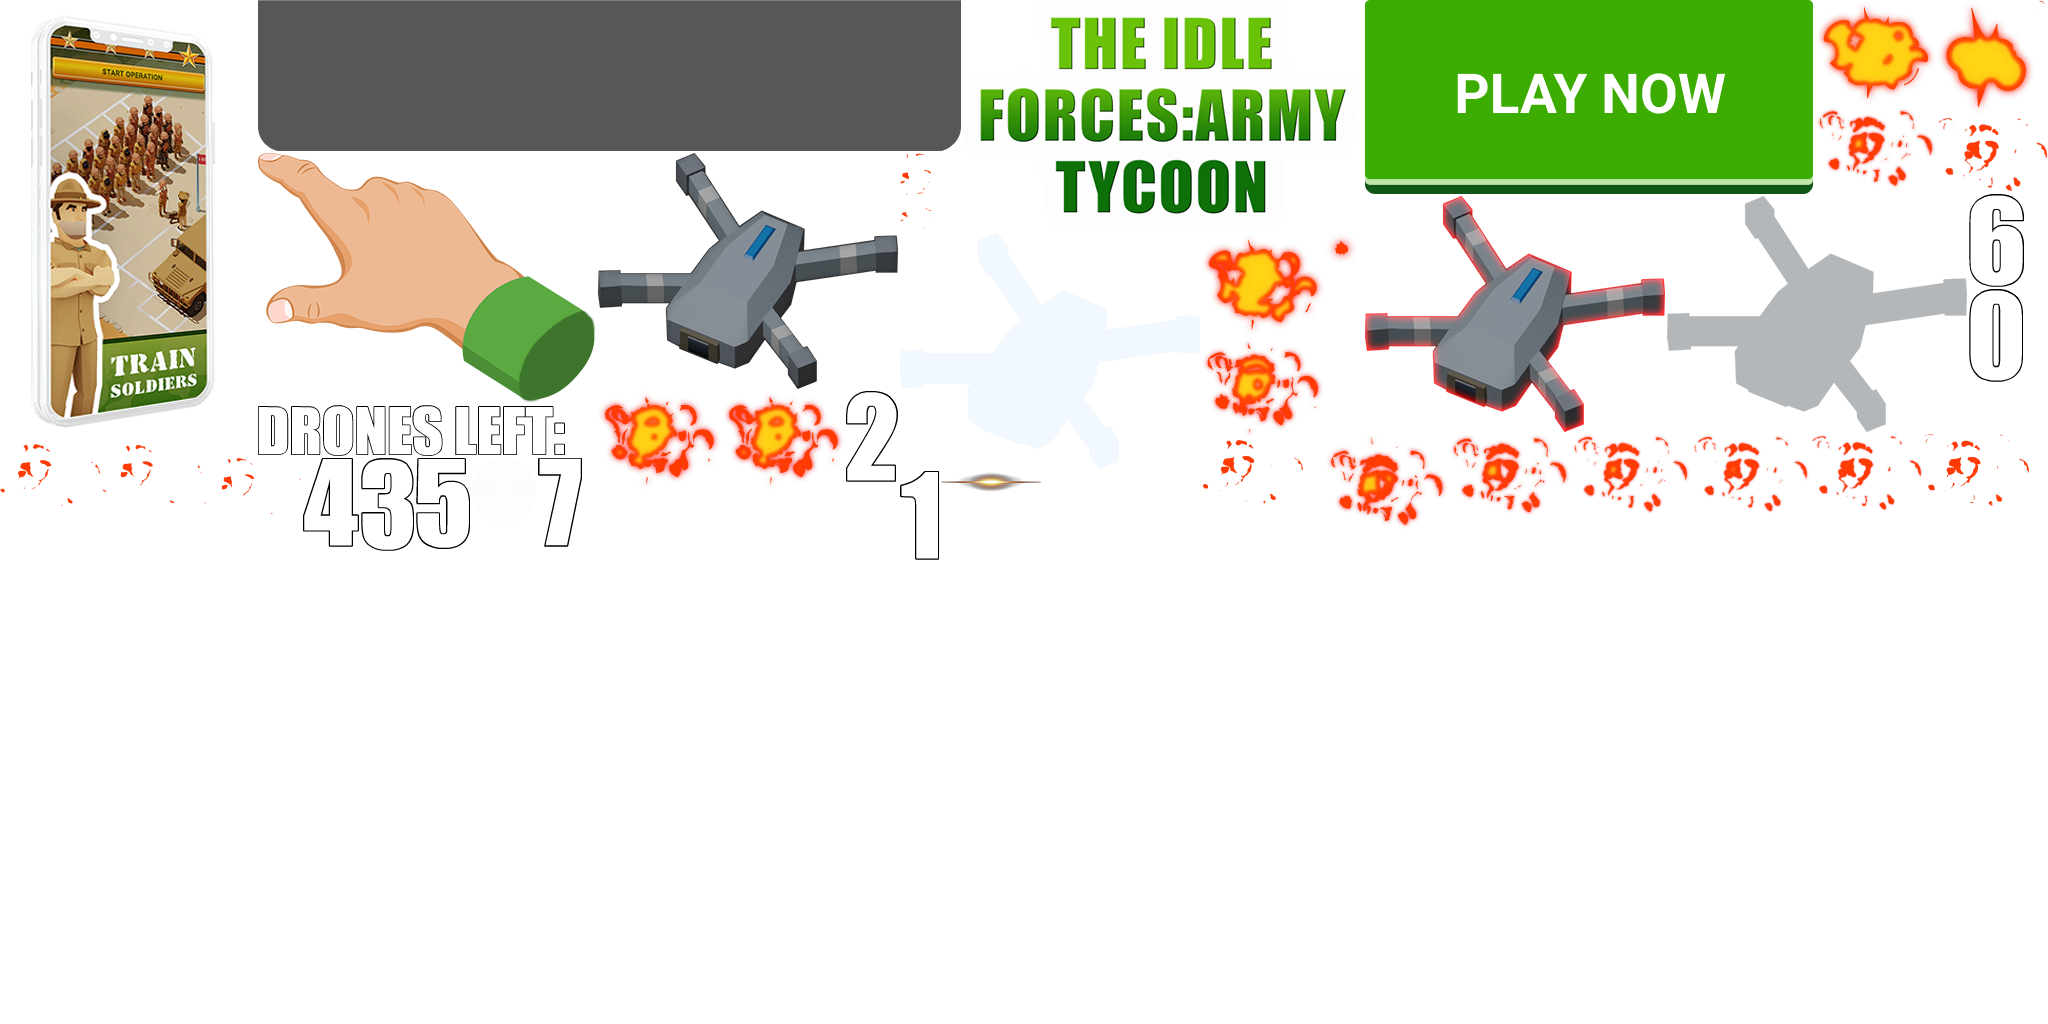 START OPERATION
TRAIN
SOLDIERS
THE IDLE
FORCES:ARMY
TYCOON
PLAY NOW
6
0
DRONES LEFT:
435 7
2
1